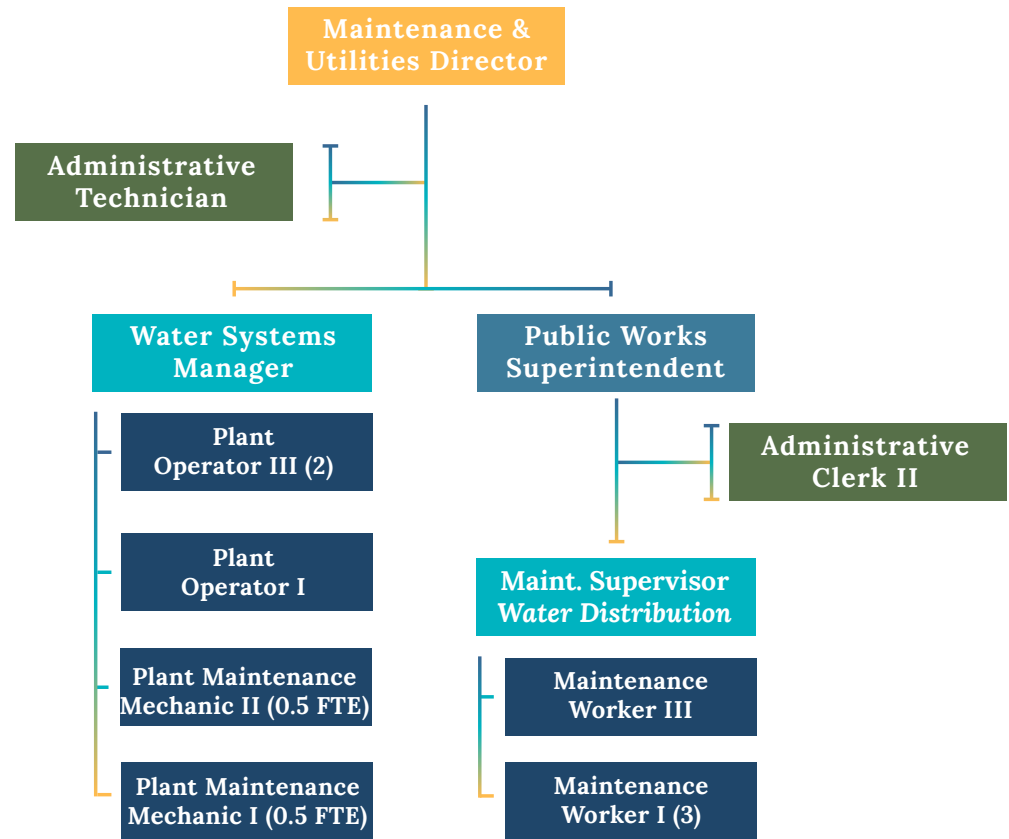 Maintenance &
Utilities Director
Administrative
Technician
Water Systems
Manager
Plant
Operator III (2)
Plant
Operator I
Plant Maintenance
Mechanic II (0.5 FTE)
Plant Maintenance
Mechanic I (0.5 FTE)
Public Works
Superintendent
Administrative
Clerk II
Maint. Supervisor
Water Distribution
Maintenance
Worker III
Maintenance
Worker I (3)